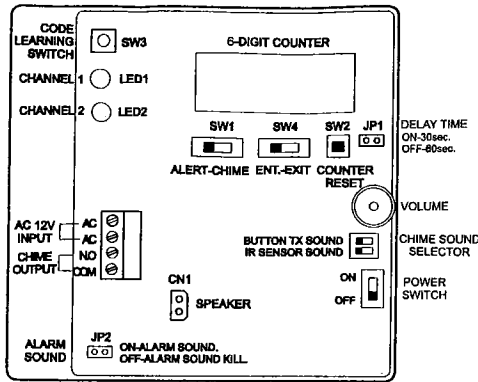 CODE
LEARNING
SWITCH
SW3
6-DIGIT COUNTER
CHANNEL 1
LED1
CHANNEL 2
LED2
SW1
SW4
SW2
JP1
DELAY TIME
ON-30sec.
OFF-60sec.
ALERT-CHIME
ENT.-EXIT
COUNTER
RESET
VOLUME
AC 12V
INPUT
AC
AC
CHIME
OUTPUT
N.O
COM
BUTTON TX SOUND
IR SENSOR SOUND
CHIME SOUND
SELECTOR
CN1
SPEAKER
ON
OFF
POWER
SWITCH
ALARM
SOUND
JP2
ON-ALARM SOUND.
OFF-ALARM SOUND KILL.